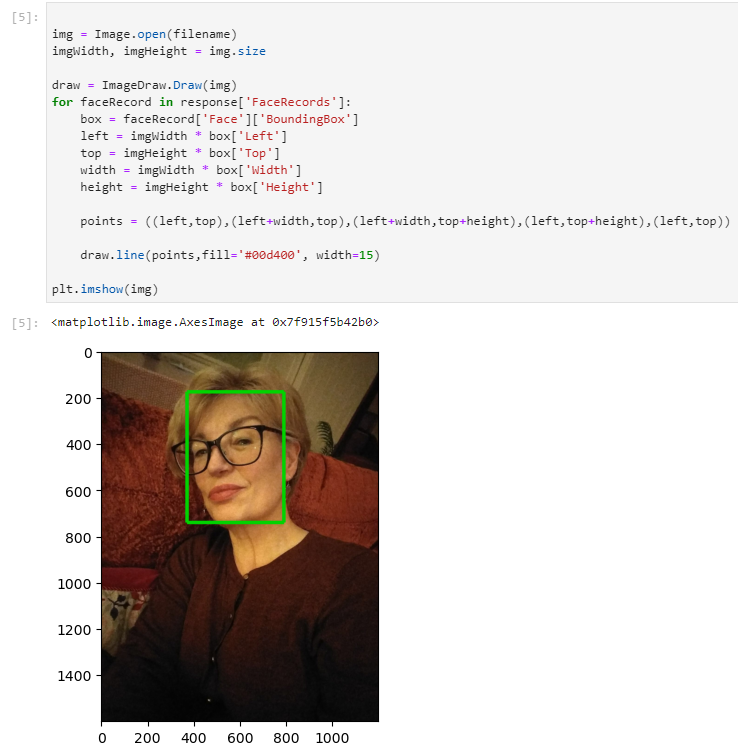 [5]:
img = Image.open(filename)
imgWidth, imgHeight = img.size
draw = ImageDraw.Draw(img)
for faceRecord in response['FaceRecords']:
    box = faceRecord['Face']['BoundingBox']
    left = imgWidth * box['Left']
    top = imgHeight * box['Top']
    width = imgWidth * box['Width']
    height = imgHeight * box['Height']
    points = ((left,top),(left+width,top),(left+width,top+height),(left,top+height),(left,top))
    draw.line(points,fill='#00d400', width=15)
plt.imshow(img)
[5]: <matplotlib.image.AxesImage at 0x7f915f5b42b0>
0
200
400
600
800
1000
1200
1400
0 200 400 600 800 1000